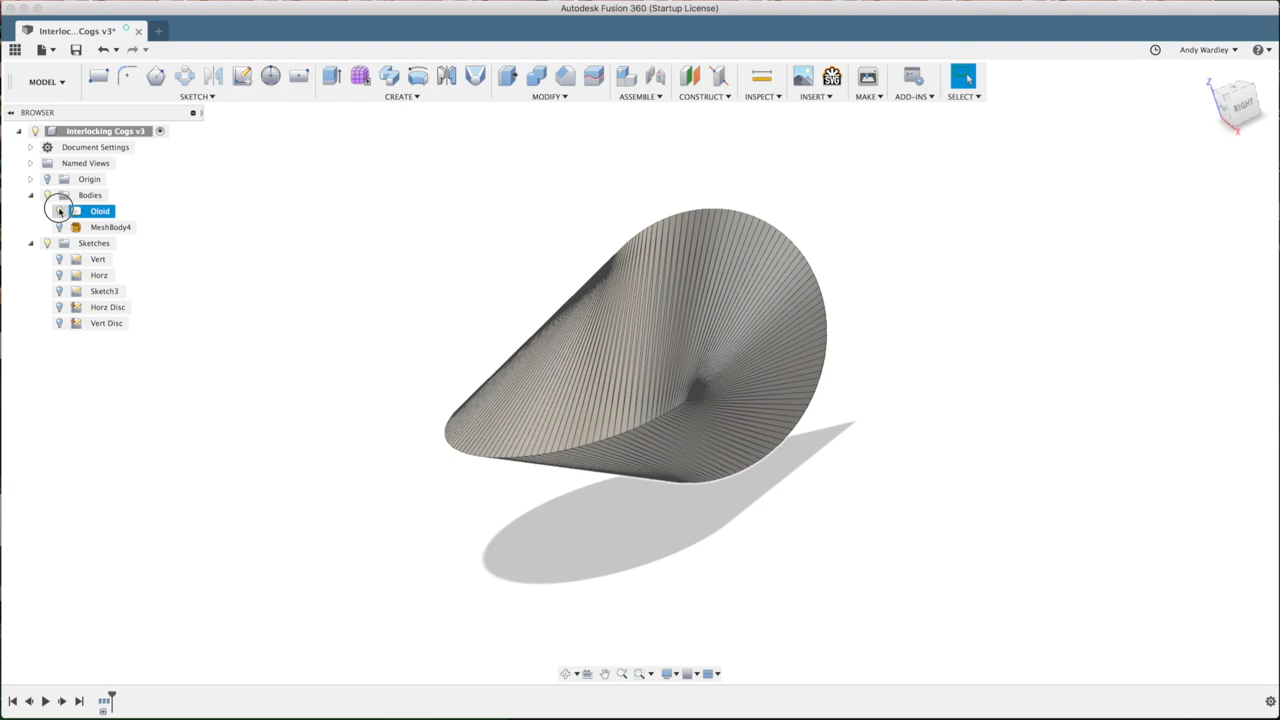 Autodesk Fusion 360 (Startup License)
Interloc...Cogs v3*
Andy Wardley
MODEL
SKETCH
CREATE
MODIFY
ASSEMBLE
CONSTRUCT
INSPECT
SVG
INSERT
MAKE
ADD-INS
SELECT
BROWSER
Interlocking Cogs v3
Document Settings
Named Views
Origin
Bodies
Oloid
MeshBody4
Sketches
Vert
Horz
Sketch3
Horz Disc
Vert Disc
Z
RIGHT
X